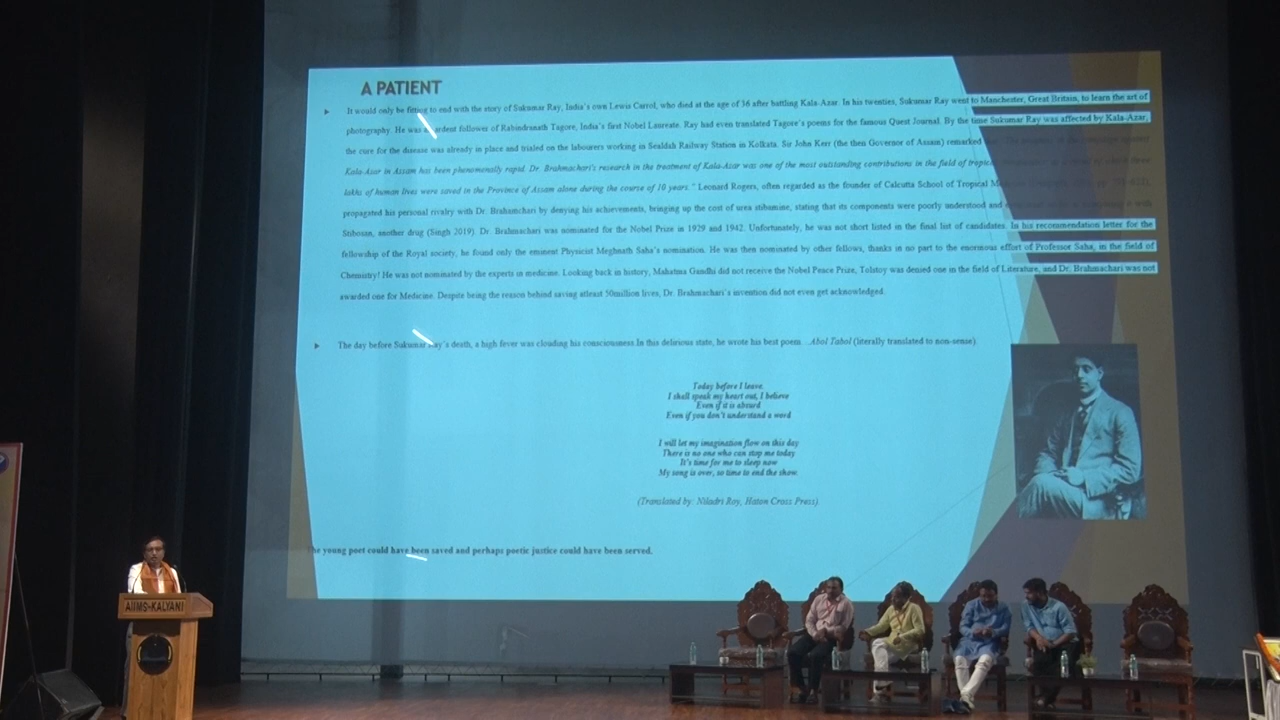 A PATIENT
It would only be fitting to end with the story of Sukumar Ray, India's own Lewis Carrol, who died at the age of 36 after battling Kala-Azar. In his twenties, Sukumar Ray went to Manchester, Great Britain, to learn the art of
photography. He was ardest follower of Rabindranath Tagore, India's first Nobel Laureate. Ray had even translated Tagore's poems for the famous Quest Journal. By the time Sukumar Ray was affected by Kala-Azar,
the cure for the disease was already in place and trialed on the labourers working in Sealdah Railway Station in Kolkata. Sir John Kerr (the then Governor of Assam) remarked
Kala-Azar in Assam has been phenomenally rapid. Dr. Brahmachari's research in the treatment of Kala-Azar was one of the most outstanding contributions in the field of
lakhs of human lives were saved in the Province of Assam alone during the course of 10 years." Leonard Rogers, often regarded as the founder of Calcutta School of Tropical
propagated his personal rivalry with Dr. Brahamchari by denying his achievements, bringing up the cost of urea stibamine, stating that its components were poorly understood and
Stibosan, another drug (Singh 2019). Dr. Brahmachari was nominated for the Nobel Prize in 1929 and 1942. Unfortunately, he was not short listed in the final list of candidates. In his recommendation letter for the
fellowship of the Royal society, he found only the eminent Physicist Meghnath Saha's nomination. He was then nominated by other fellows, thanks in no part to the enormous effort of Professor Saha, in the field of
Chemistry! He was not nominated by the experts in medicine. Looking back in history, Mahatma Gandhi did not receive the Nobel Peace Prize, Tolstoy was denied one in the field of Literature, and Dr. Brahmachari was not
awarded one for Medicine. Despite being the reason behind saving atleast 50million lives, Dr. Brahmachari's invention did not even get acknowledged.
The day before Sukumar Ray's death, a high fever was clouding his consciousness.In this delirious state, he wrote his best poem…Abol Tabol (literally translated to non-sense).
Today before I leave.
I shall speak my heart out, I believe
Even if it is absurd
Even if you don't understand a word
I will let my imagination flow on this day
There is no one who can stop me today
It's time for me to sleep now
My song is over, so time to end the show.
(Translated by: Niladri Roy, Haton Cross Press)
The young poet could have been saved and perhaps poetic justice could have been served.
AIIMS-KALYANI